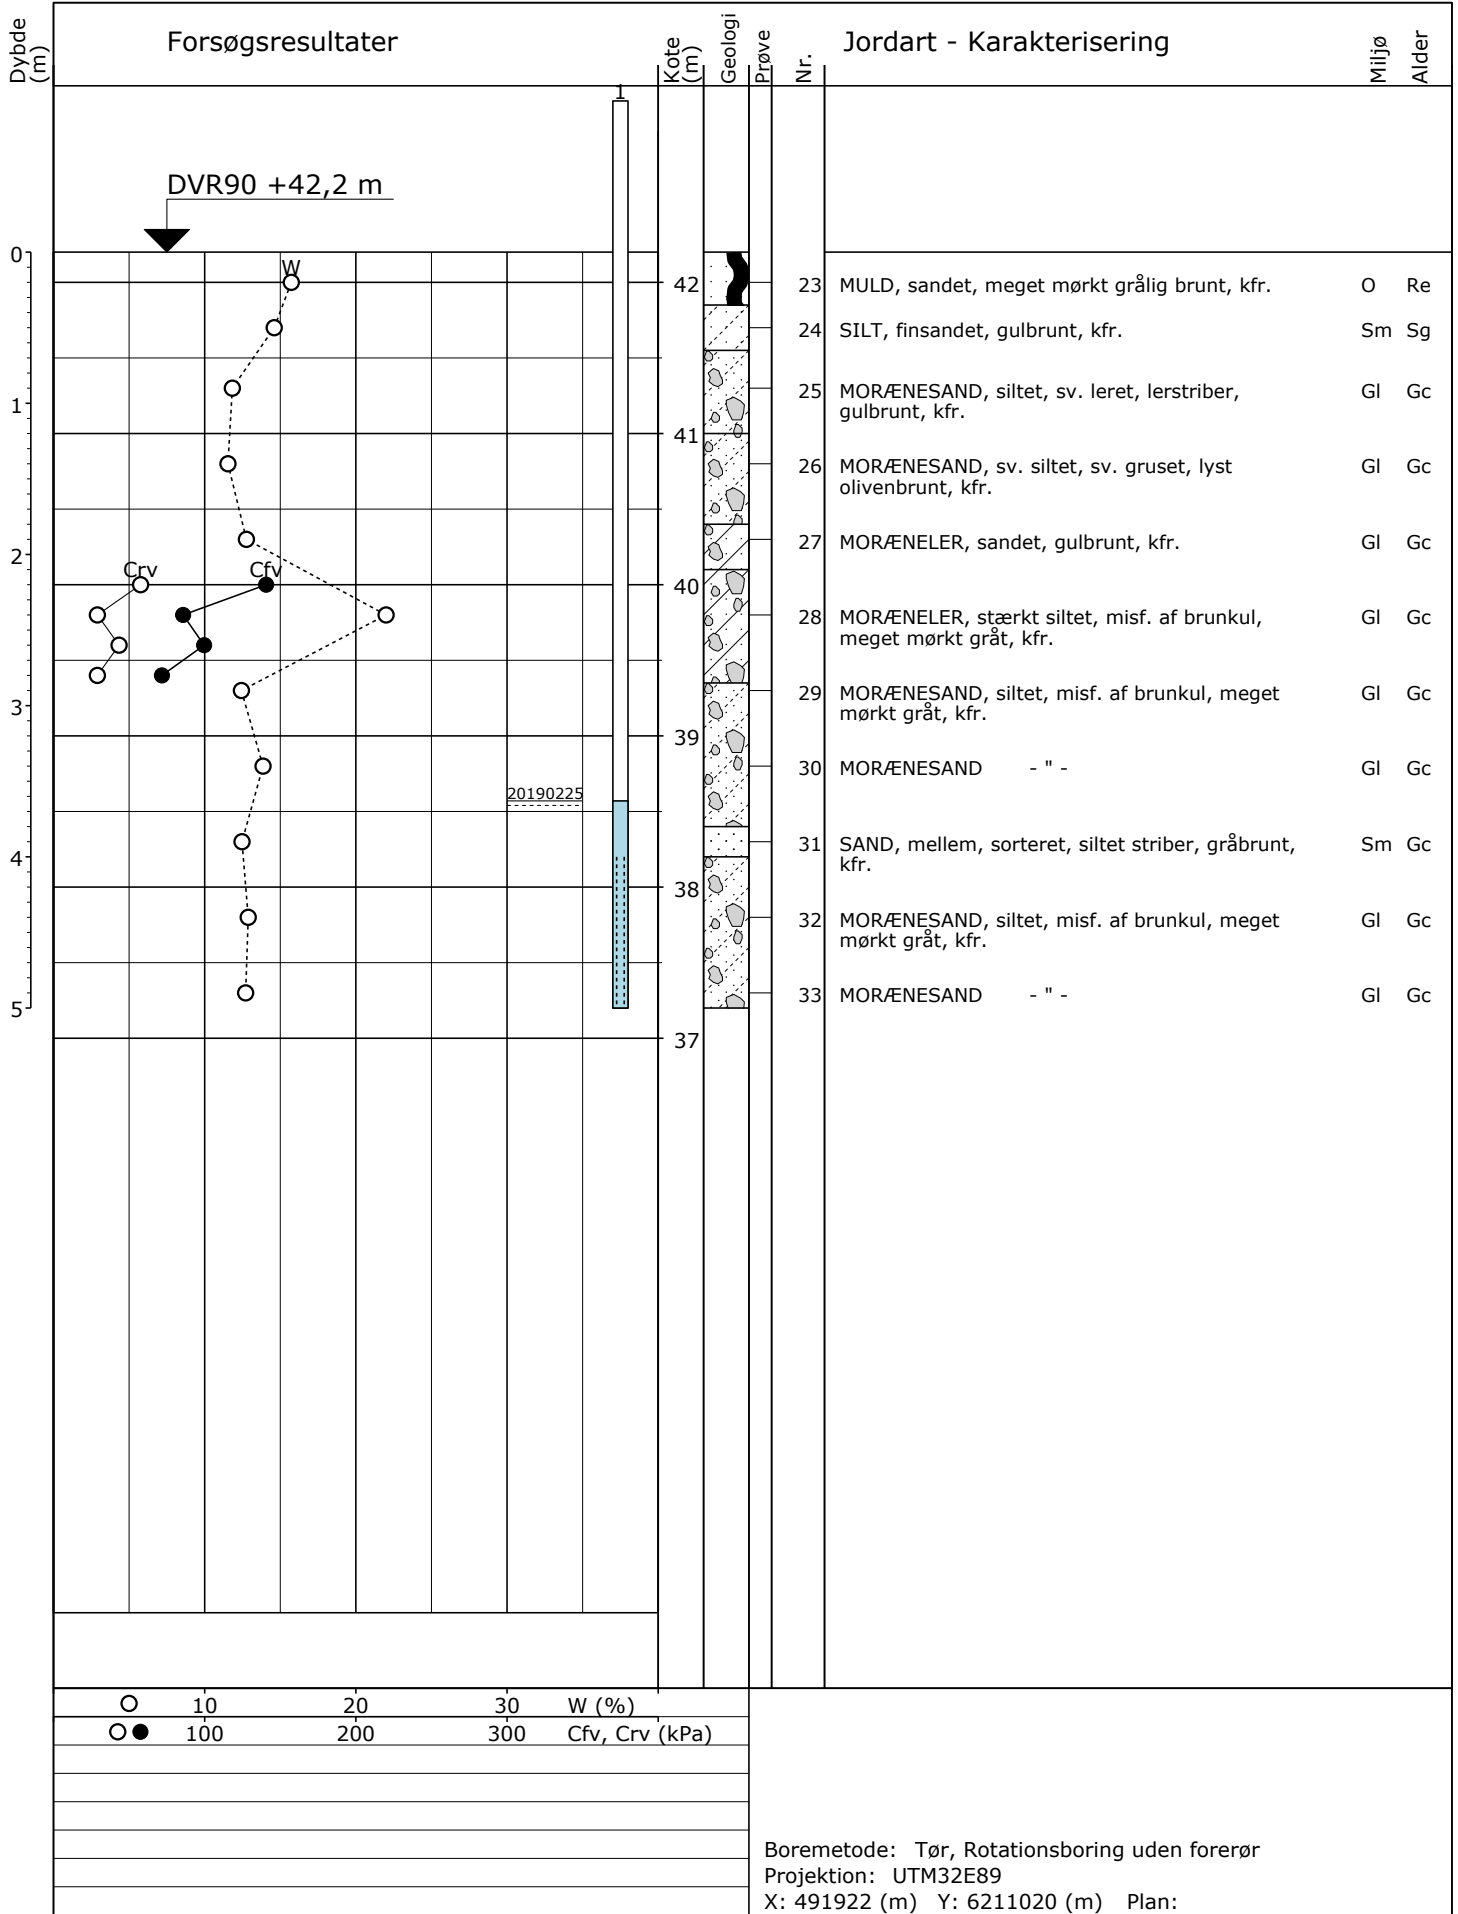 Dybde (m)
Forsøgsresultater
Kote (m)
Geologi
Prøve
Nr.
Jordart - Karakterisering
Miljø
Alder
1
DVR90 +42,2 m
0
W
42
23 MULD, sandet, meget mørkt grålig brunt, kfr. O Re
24 SILT, finsandet, gulbrunt, kfr. Sm Sg
1
25 MORÆNESAND, siltet, sv. leret, lerstriber, Gl Gc
gulbrunt, kfr.
41
26 MORÆNESAND, sv. siltet, sv. gruset, lyst Gl Gc
olivenbrunt, kfr.
2
27 MORÆNELER, sandet, gulbrunt, kfr. Gl Gc
Crv
Cfv
40
28 MORÆNELER, stærkt siltet, misf. af brunkul, Gl Gc
meget mørkt gråt, kfr.
3
29 MORÆNESAND, siltet, misf. af brunkul, meget Gl Gc
mørkt gråt, kfr.
39
30 MORÆNESAND - " - Gl Gc
20190225
4
31 SAND, mellem, sorteret, siltet striber, gråbrunt, Sm Gc
kfr.
38
32 MORÆNESAND, siltet, misf. af brunkul, meget Gl Gc
mørkt gråt, kfr.
5
33 MORÆNESAND - " - Gl Gc
37
10 20 30 W (%)
100 200 300 Cfv, Crv (kPa)
Boremetode: Tør, Rotationsboring uden forerør
Projektion: UTM32E89
X: 491922 (m) Y: 6211020 (m) Plan: